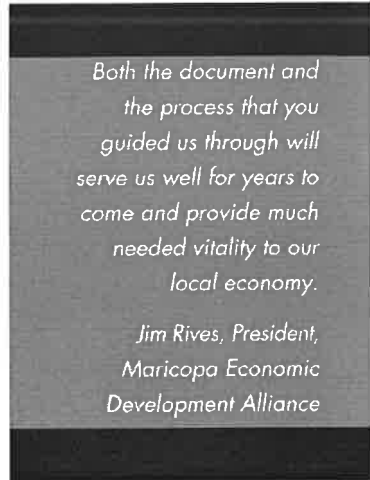 Both the document and
the process that you
guided us through will
serve us well for years to
come and provide much
needed vitality to our
local economy.
Jim Rives, President,
Maricopa Economic
Development Alliance